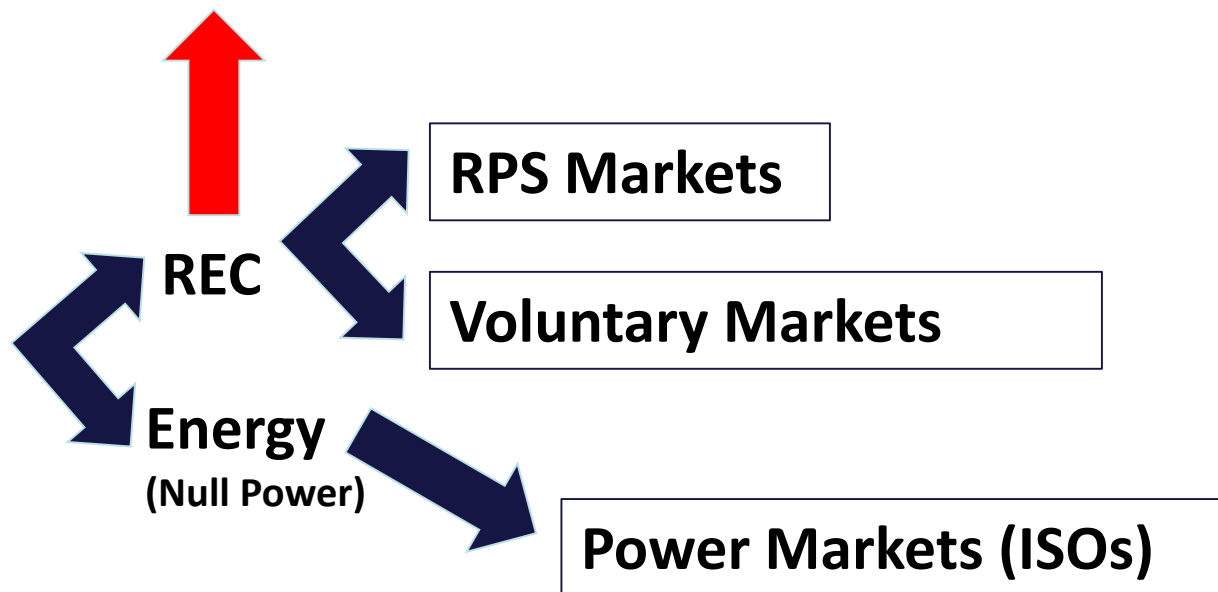 RPS Markets
REC
Voluntary Markets
Energy
(Null Power)
Power Markets (ISOs)